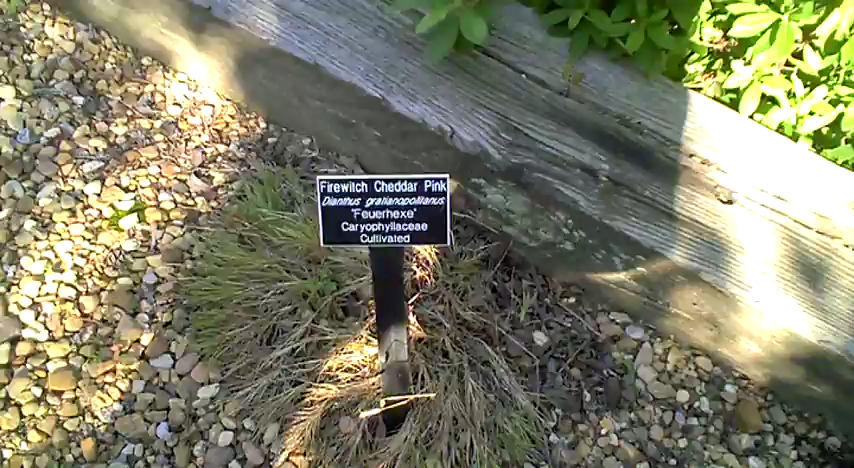 Firewitch Cheddar Pink
Dianthus gratianopolitanus
'Feuerhexe'
Caryophyllaceae
Cultivated